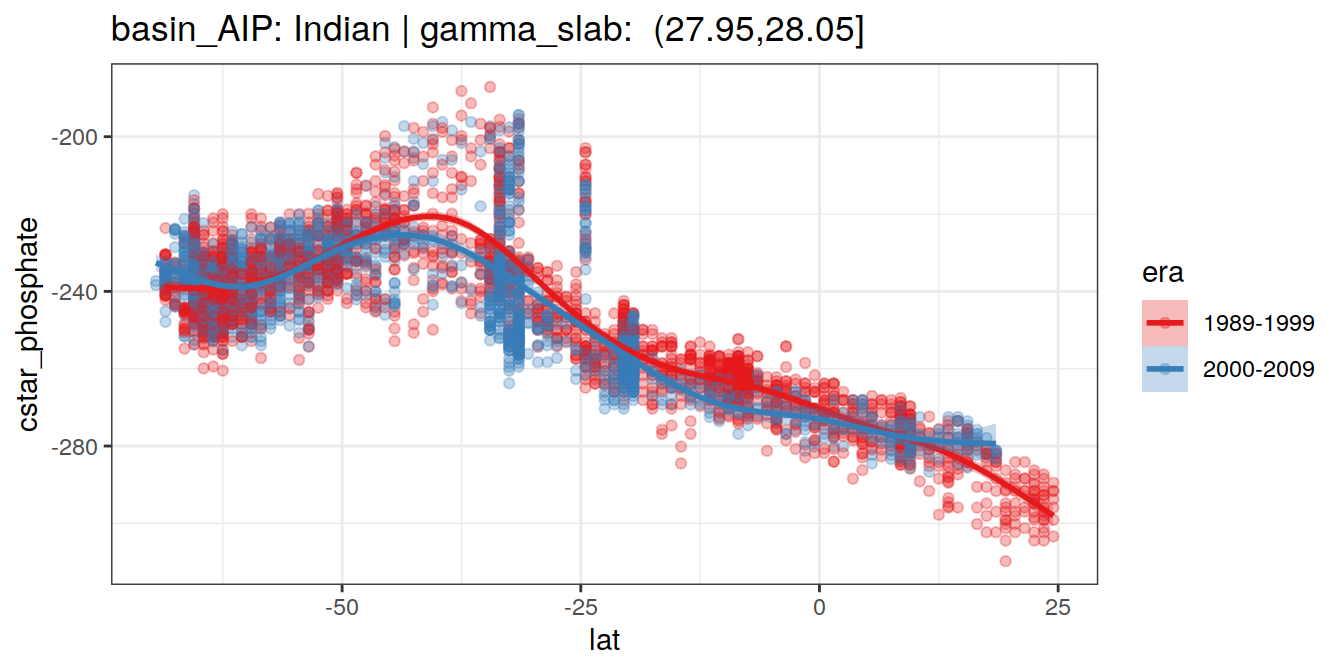 basin_AIP: Indian | gamma_slab:  (27.95,28.05]
cstar_phosphate
-200
-240
-280
-50
-25
0
25
lat
era
1989-1999
2000-2009